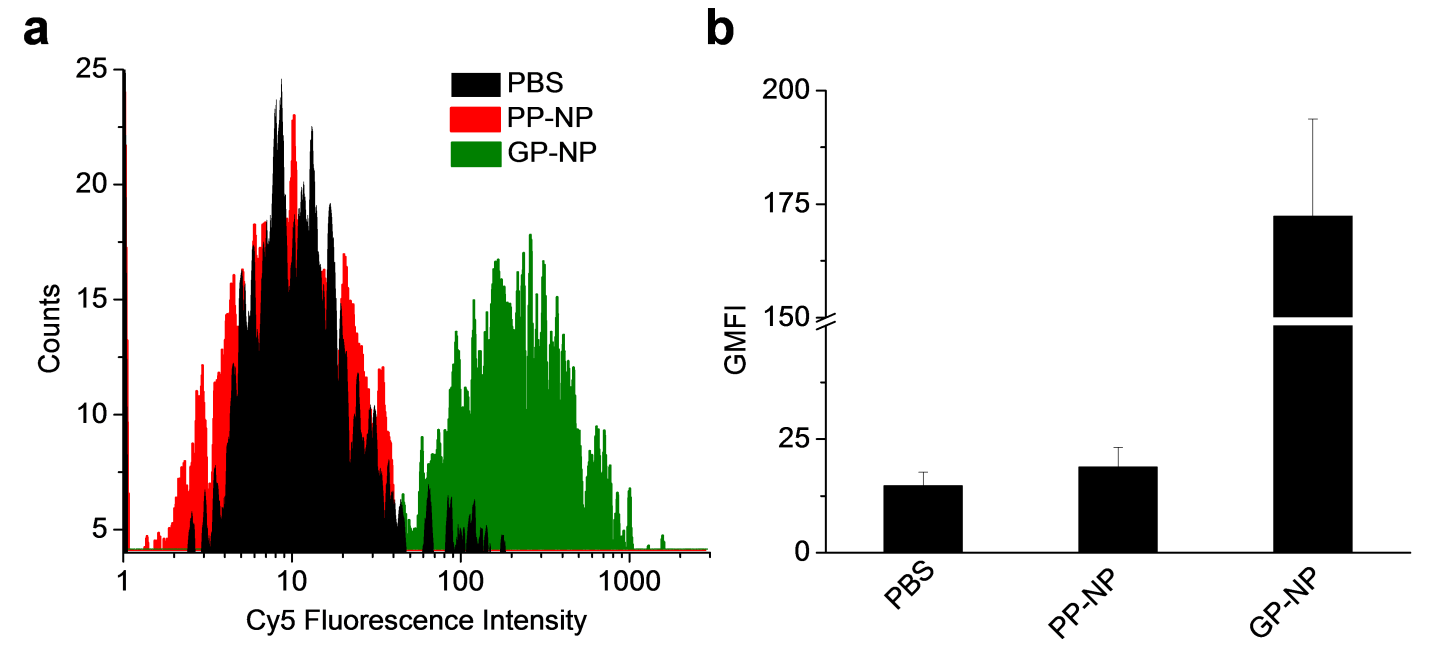 a
25
20
15
10
5
Counts
PBS
PP-NP
GP-NP
1
10
100
1000
Cy5 Fluorescence Intensity
b
200
175
150
25
0
GMFI
PBS
PP-NP
GP-NP